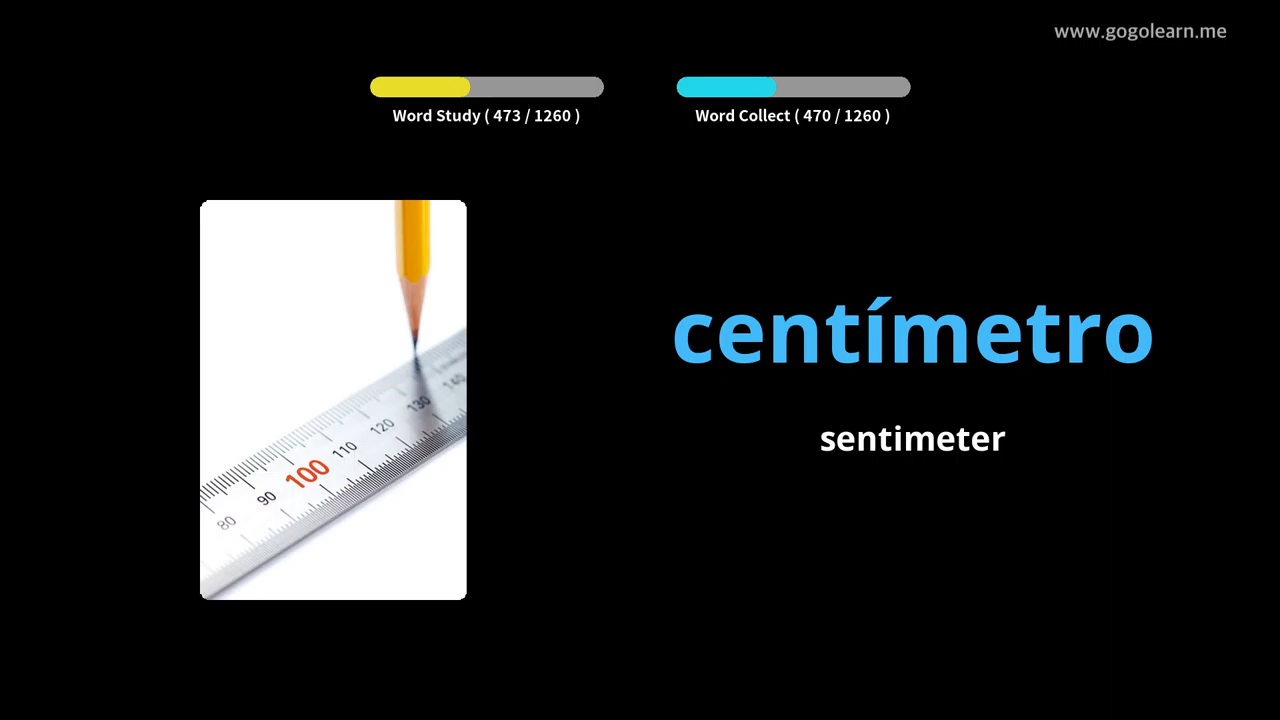 www.gogolearn.me
Word Study ( 473 / 1260 )
Word Collect ( 470 / 1260 )
centímetro
sentimeter
80
90
100
110
120
130
140